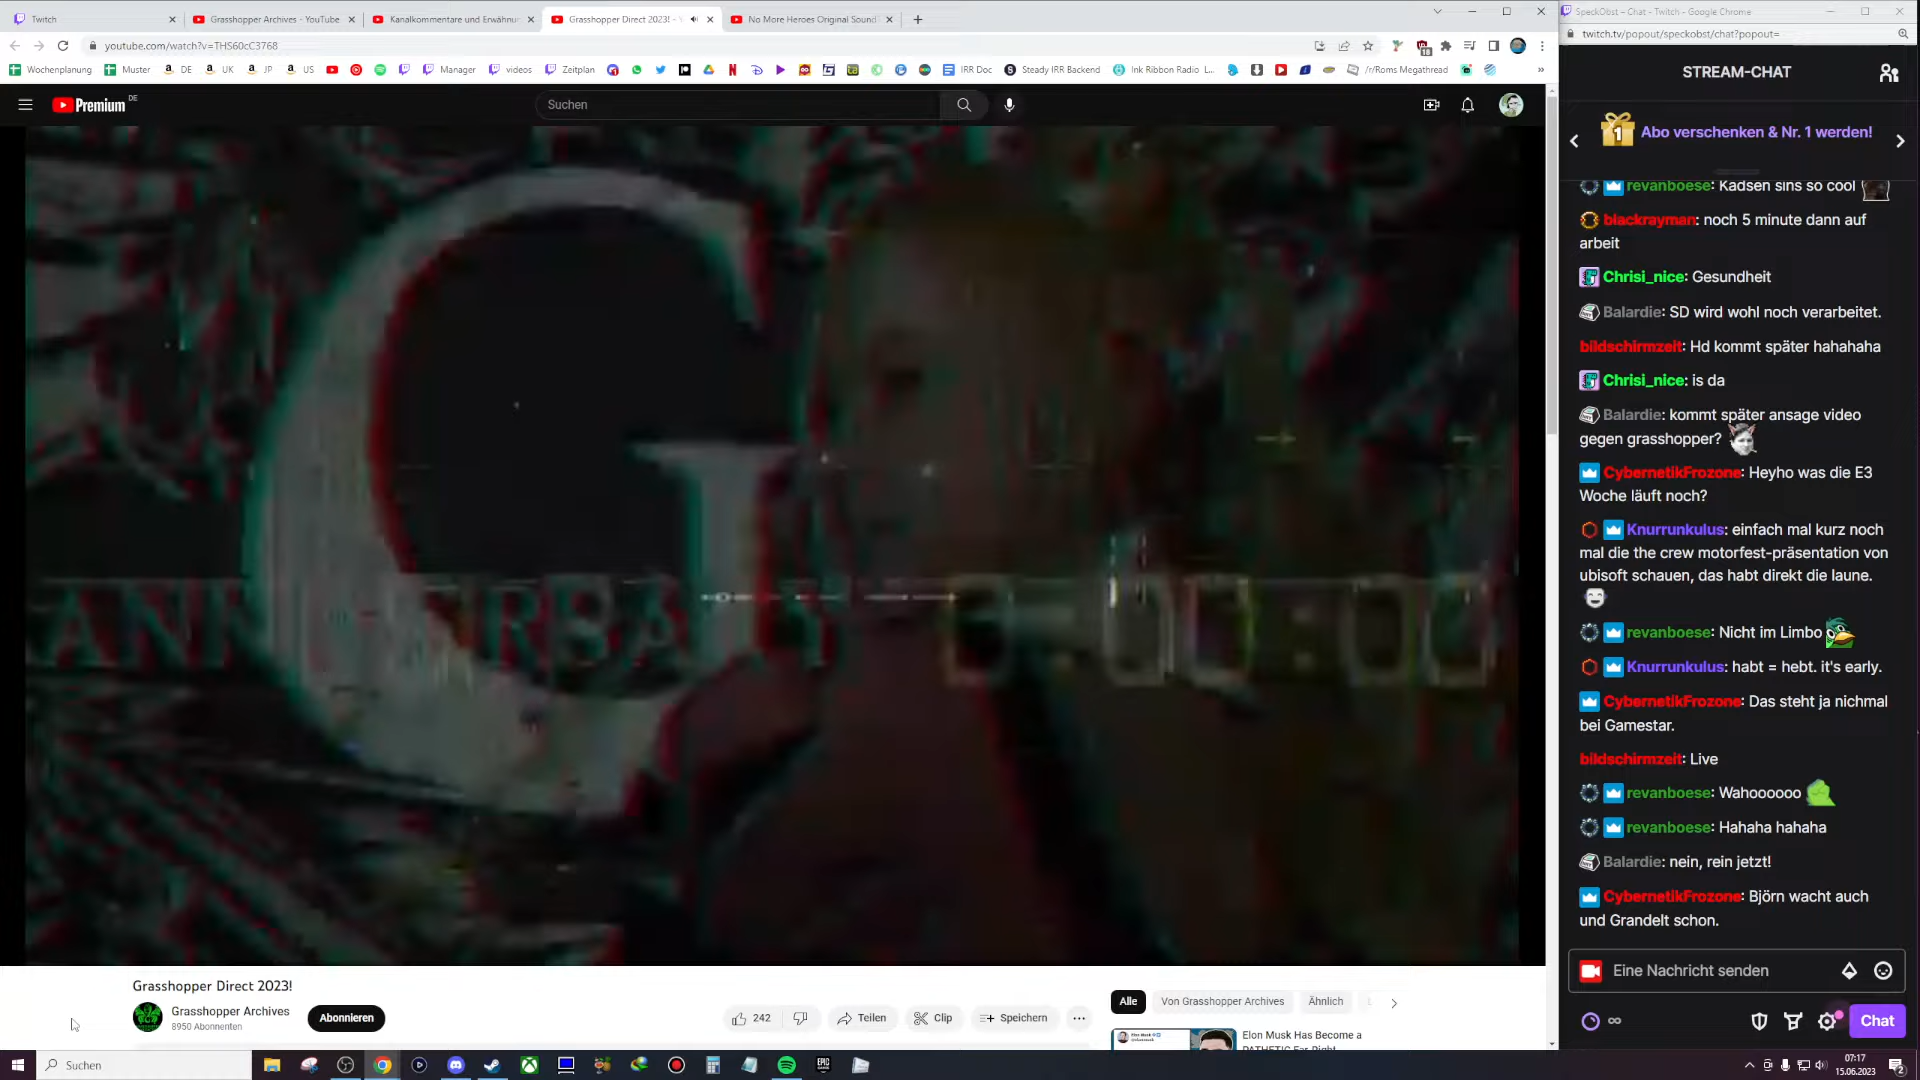 Twitch
Grasshopper Archives - YouTube
Kanalkommentare und Erwähnun
Grasshopper Direct 2023! - Y
No More Heroes Original Sound
SpeckObst – Chat - Twitch - Google Chrome
youtube.com/watch?v=THS60cC3768
twitch.tv/popout/speckobst/chat?popout=
Wochenplanung
Muster
DE
UK
JP
US
Manager
videos
Zeitplan
IRR Doc
Steady IRR Backend
Ink Ribbon Radio L...
/r/Roms Megathread
Premium DE
Suchen
STREAM-CHAT
1
Abo verschenken & Nr. 1 werden!
revanboese: Kadsen sins so cool
blackrayman: noch 5 minute dann auf
arbeit
Chrisi_nice: Gesundheit
Balardie: SD wird wohl noch verarbeitet.
bildschirmzeit: Hd kommt später hahahaha
Chrisi_nice: is da
Balardie: kommt später ansage video
gegen grasshopper?
CybernetikFrozone: Heyho was die E3
Woche läuft noch?
Knurrunkulus: einfach mal kurz noch
mal die the crew motorfest-präsentation von
ubisoft schauen, das habt direkt die laune.
revanboese: Nicht im Limbo
Knurrunkulus: habt = hebt. it's early.
CybernetikFrozone: Das steht ja nichmal
bei Gamestar.
bildschirmzeit: Live
revanboese: Wahoooooo
revanboese: Hahaha hahaha
Balardie: nein, rein jetzt!
CybernetikFrozone: Björn wacht auch
und Grandelt schon.
Eine Nachricht senden
Chat
G
Grasshopper Direct 2023!
Grasshopper Archives
8950 Abonnenten
Abonnieren
242
Teilen
Clip
Speichern
Alle
Von Grasshopper Archives
Ähnlich
Elon Musk Has Become a
PATHETIC Far-Right
Suchen
07:17
15.06.2023